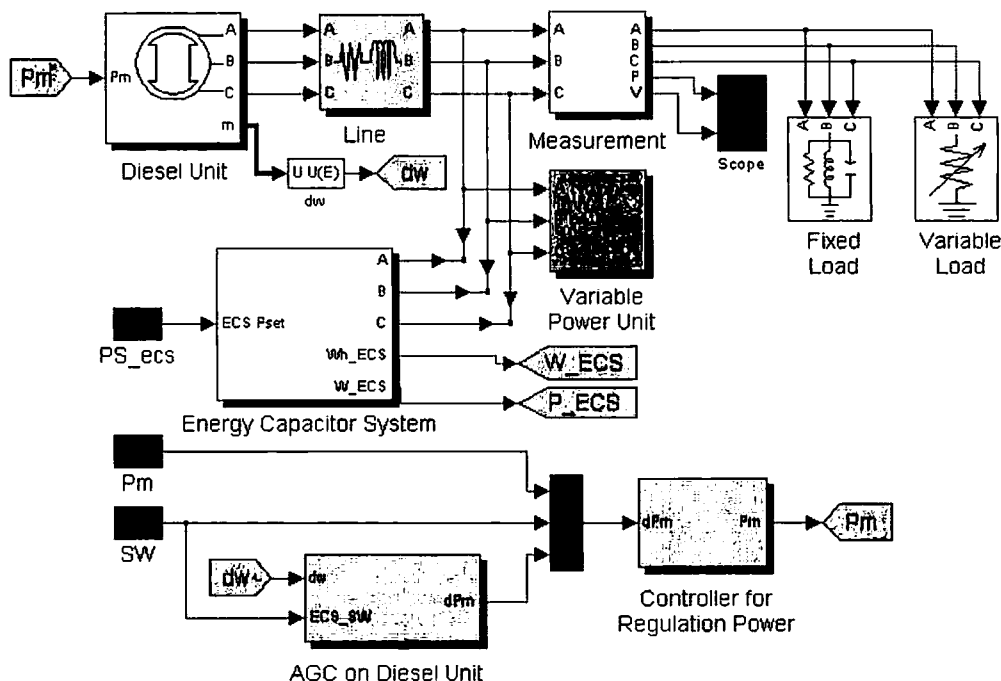 A
B
C
A
B
C
A
B
C
A
B
C
A
B
C
P
V
Pm
Pm
m
Line
Measurement
Diesel Unit
Scope
A B C
A B C
U U(E)
dw
dw
Fixed
Load
Variable
Load
A
B
C
Variable
Power Unit
ECS Pset
PS_ecs
Wh_ECS
W_ECS
W_ECS
P_ECS
Energy Capacitor System
Pm
SW
dPm
Pm
Pm
dw
dw
dPm
ECS_SW
Controller for
Regulation Power
AGC on Diesel Unit